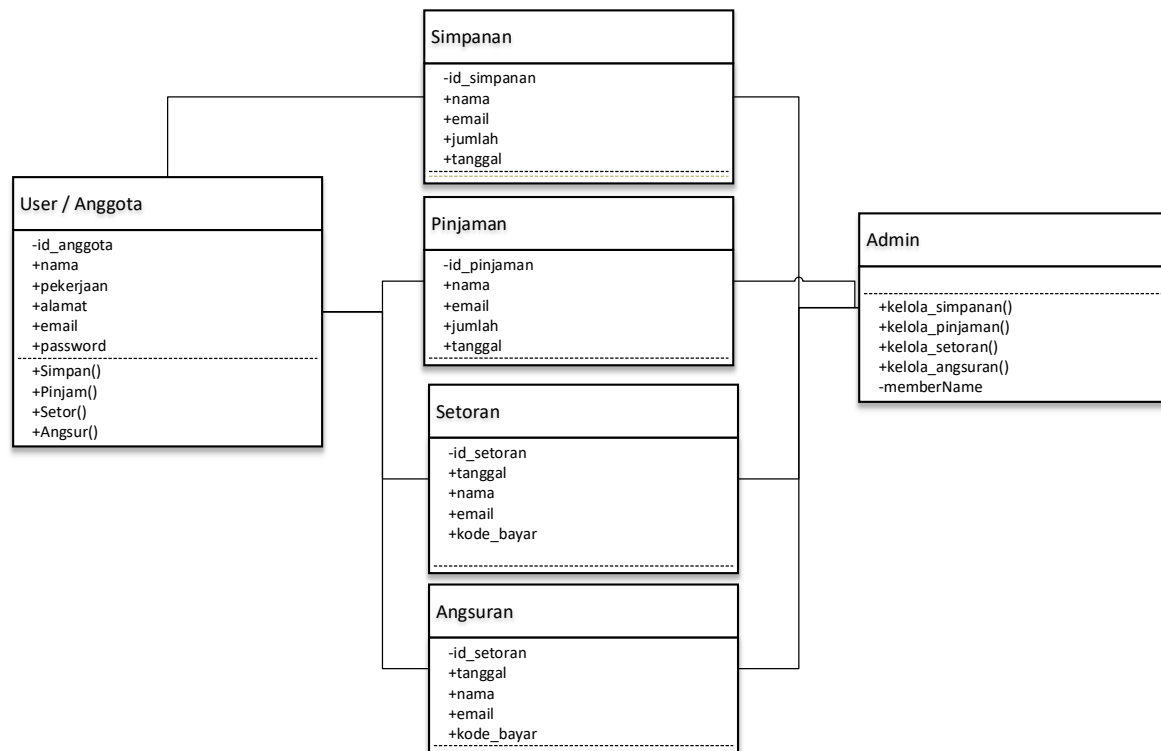 Simpanan
-id_simpanan
+nama
+email
+jumlah
+tanggal
User / Anggota
-id_anggota
+nama
+pekerjaan
+alamat
+email
+password
+Simpan()
+Pinjam()
+Setor()
+Angsur()
Pinjaman
-id_pinjaman
+nama
+email
+jumlah
+tanggal
Admin
+kelola_simpanan()
+kelola_pinjaman()
+kelola_setoran()
+kelola_angsuran()
-memberName
Setoran
-id_setoran
+tanggal
+nama
+email
+kode_bayar
Angsuran
-id_setoran
+tanggal
+nama
+email
+kode_bayar